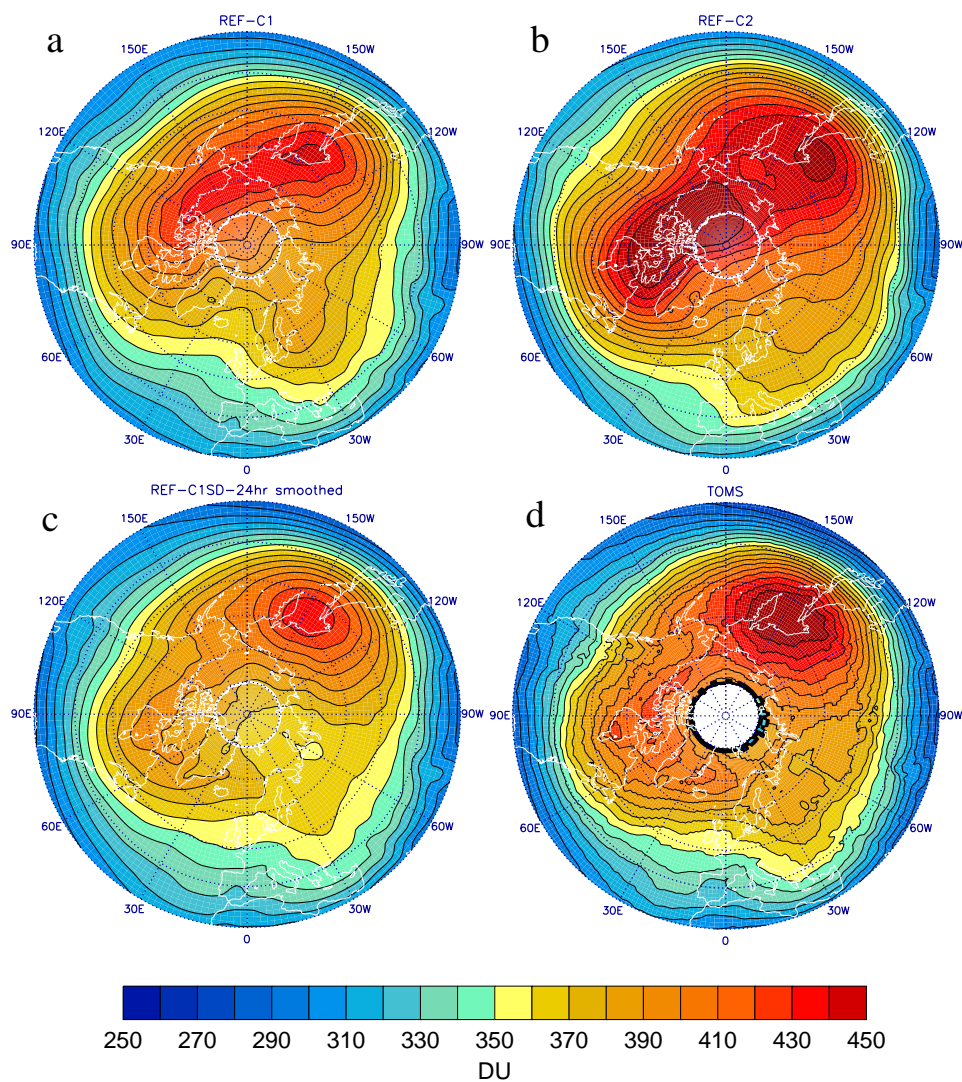 a
REF-C1
150E
150W
120E
120W
90E
90W
60E
60W
30E
30W
0
b
REF-C2
150E
150W
120E
120W
90E
90W
60E
60W
30E
30W
0
c
REF-C1SD-24hr smoothed
150E
150W
120E
120W
90E
90W
60E
60W
30E
30W
0
d
TOMS
150E
150W
120E
120W
90E
90W
60E
60W
30E
30W
0
250 270 290 310 330 350 370 390 410 430 450
DU